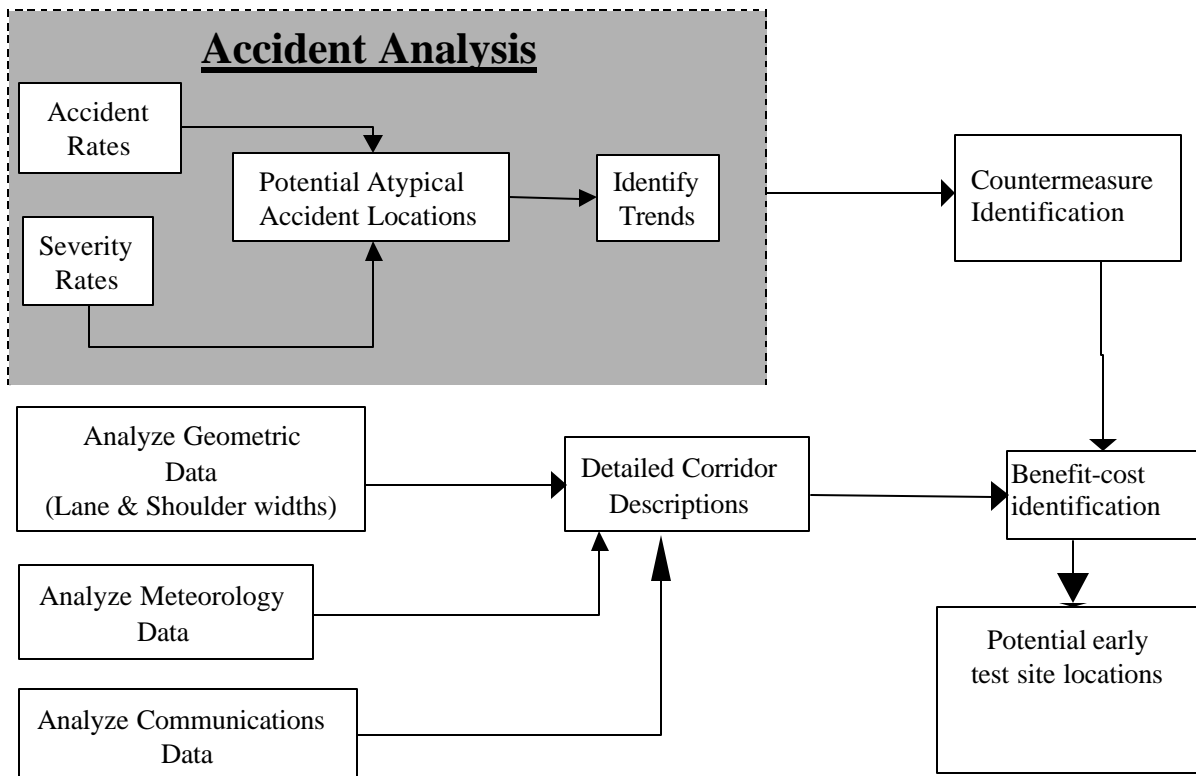 Accident Analysis
Accident
Rates
Potential Atypical
Accident Locations
Identify
Trends
Severity
Rates
Countermeasure
Identification
Analyze Geometric
Data
(Lane & Shoulder widths)
Detailed Corridor
Descriptions
Benefit-cost
identification
Analyze Meteorology
Data
Analyze Communications
Data
Potential early
test site locations